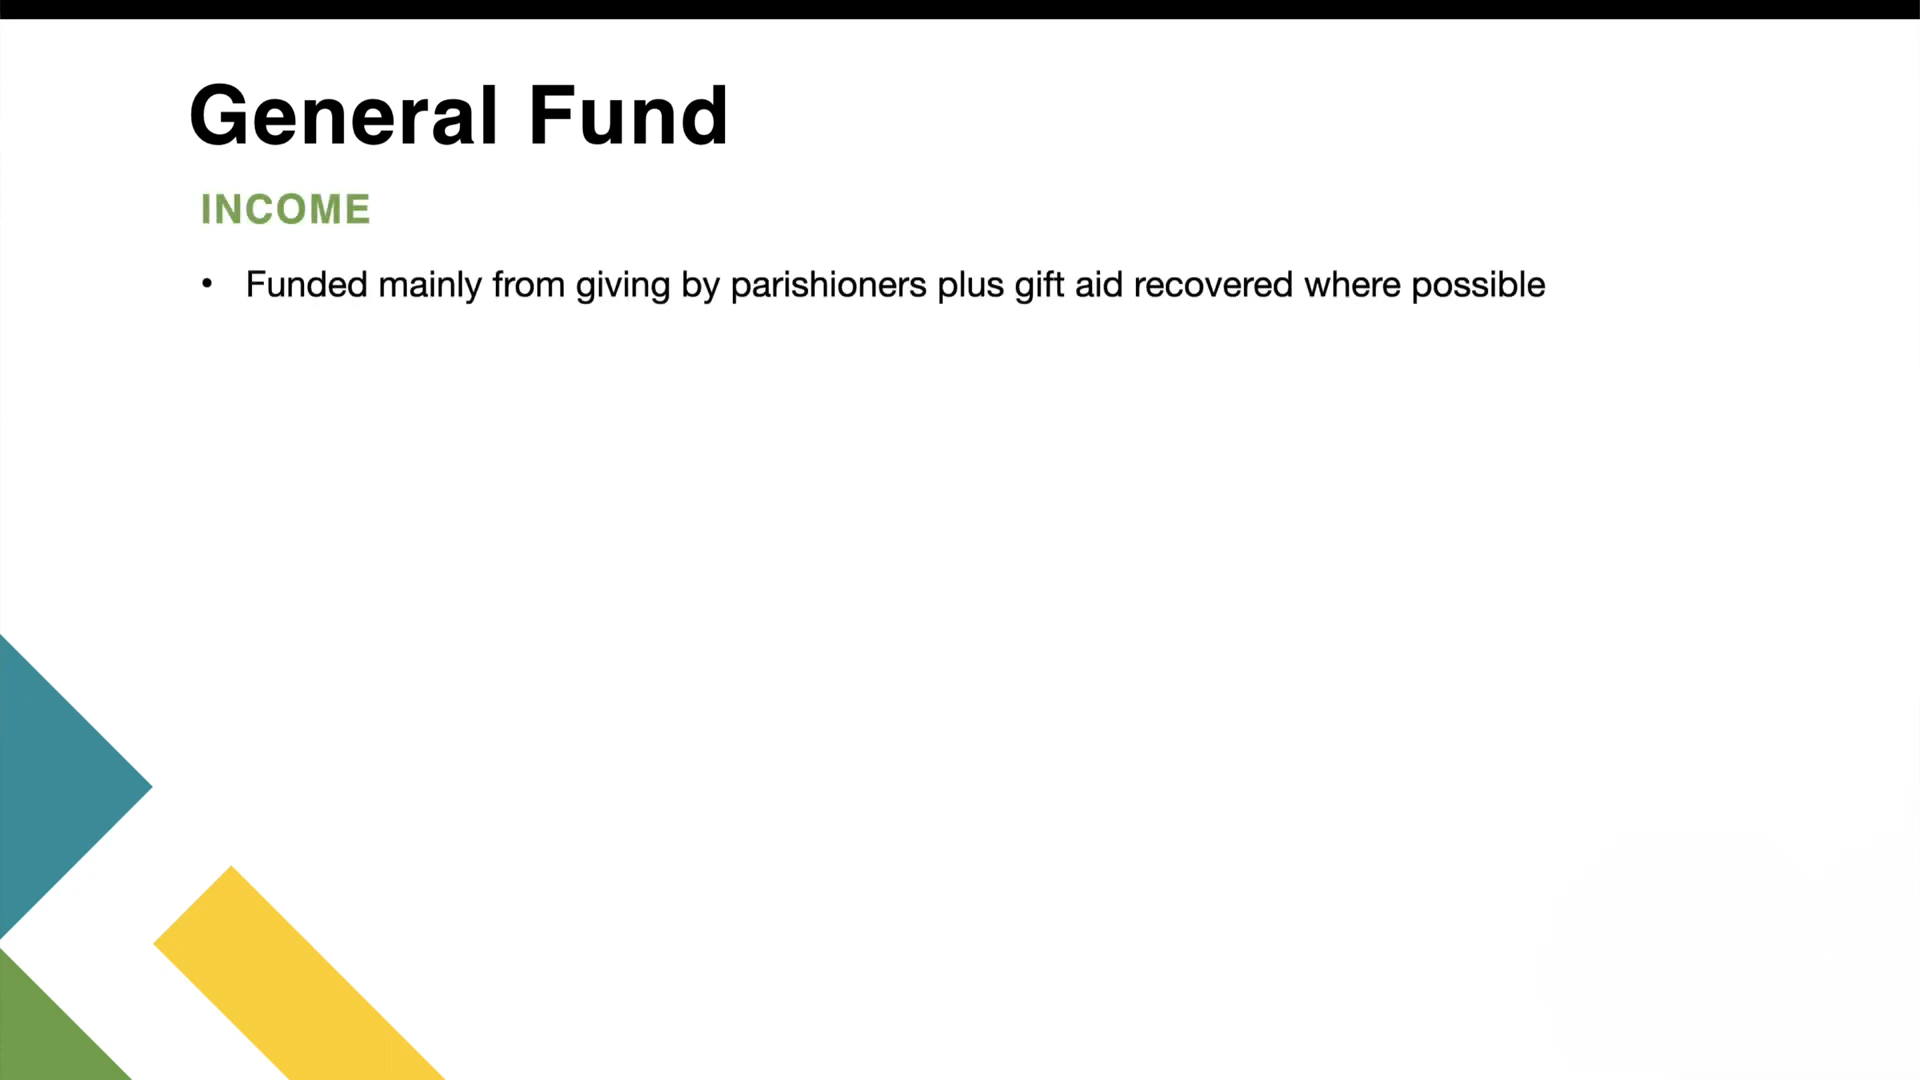 General Fund
INCOME
• Funded mainly from giving by parishioners plus gift aid recovered where possible